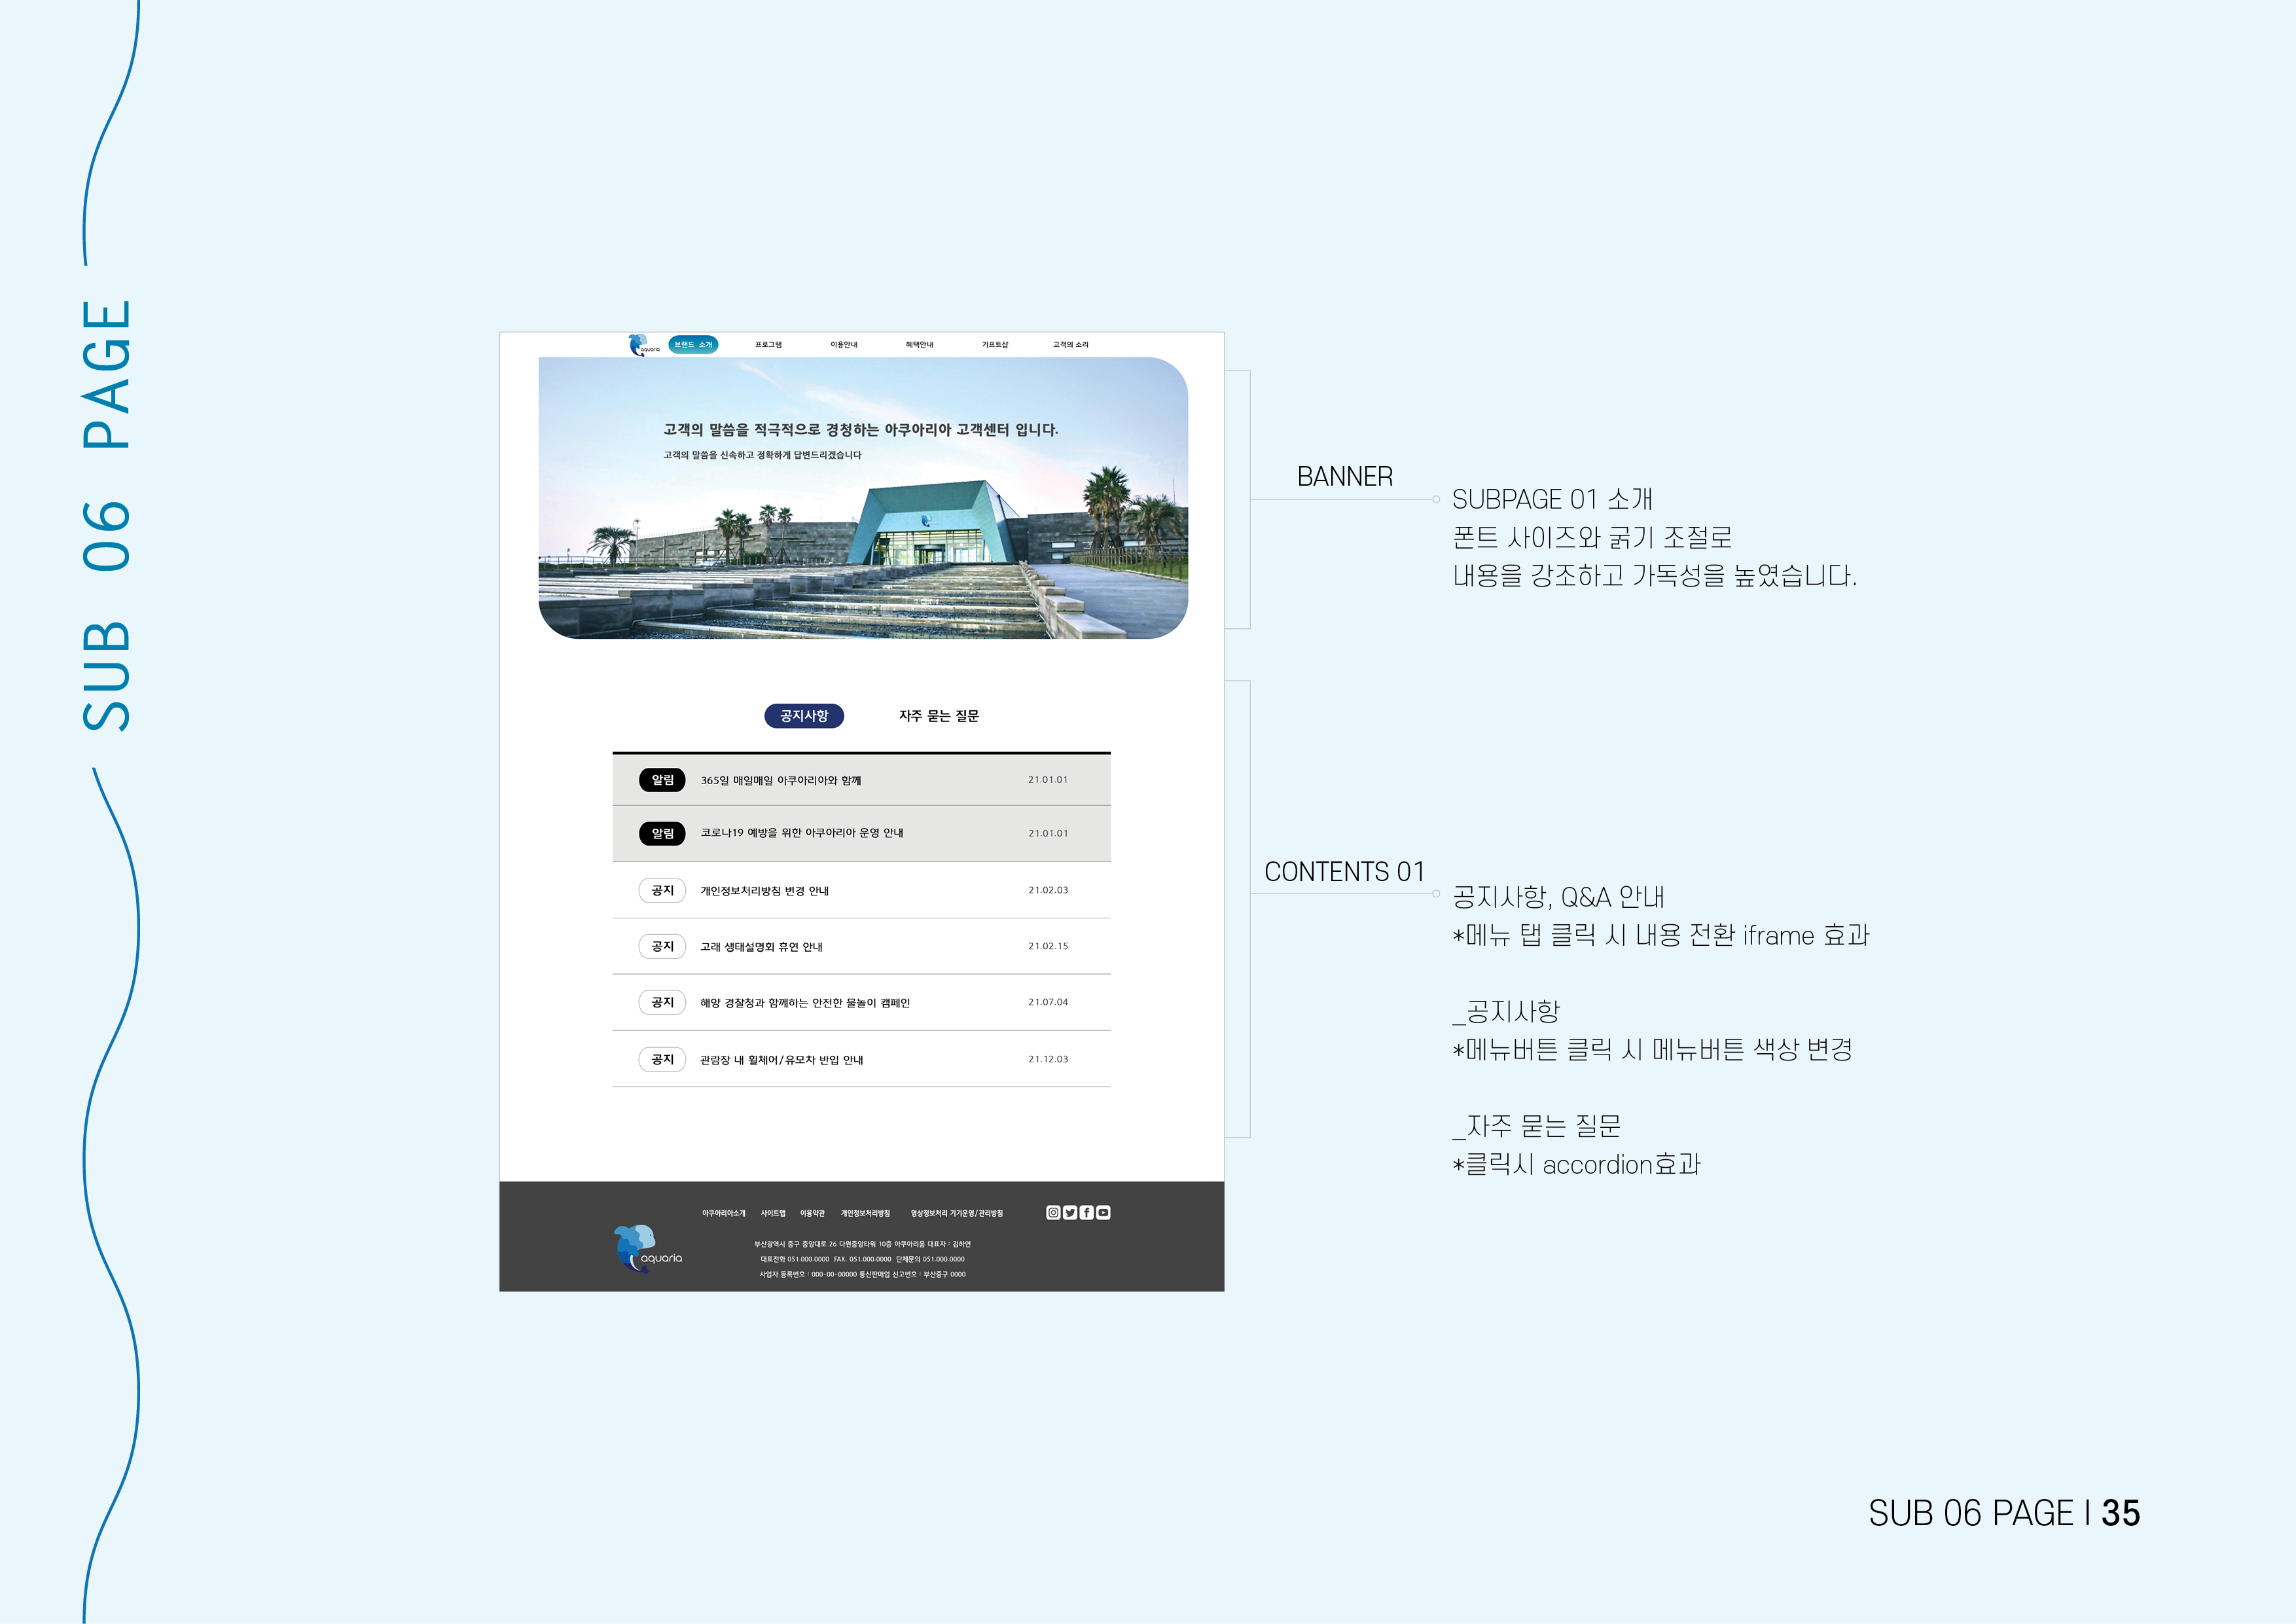 SUB 06 PAGE
aquaria
브랜드 소개
프로그램
이용안내
혜택안내
기프트샵
고객의 소리
고객의 말씀을 적극적으로 경청하는 아쿠아리아 고객센터 입니다.
고객의 말씀을 신속하고 정확하게 답변드리겠습니다
공지사항
자주 묻는 질문
알림 365일 매일매일 아쿠아리아와 함께 21.01.01
알림 코로나19 예방을 위한 아쿠아리아 운영 안내 21.01.01
공지 개인정보처리방침 변경 안내 21.02.03
공지 고래 생태설명회 휴연 안내 21.02.15
공지 해양 경찰청과 함께하는 안전한 물놀이 캠페인 21.07.04
공지 관람장 내 휠체어/유모차 반입 안내 21.12.03
아쿠아리아소개 사이트맵 이용약관 개인정보처리방침 영상정보처리 기기운영/관리방침
aquaria
부산광역시 중구 중앙대로 26 다원중앙타워 10층 아쿠아리움 대표자 : 김하연
대표전화 051.000.0000 FAX. 051.000.0000 단체문의 051.000.0000
사업자 등록번호 : 000-00-00000 통신판매업 신고번호 : 부산중구 0000
BANNER
SUBPAGE 01 소개
폰트 사이즈와 굵기 조절로
내용을 강조하고 가독성을 높였습니다.
CONTENTS 01
공지사항, Q&A 안내
*메뉴 탭 클릭 시 내용 전환 iframe 효과
_공지사항
*메뉴버튼 클릭 시 메뉴버튼 색상 변경
_자주 묻는 질문
*클릭시 accordion효과
SUB 06 PAGE I 35